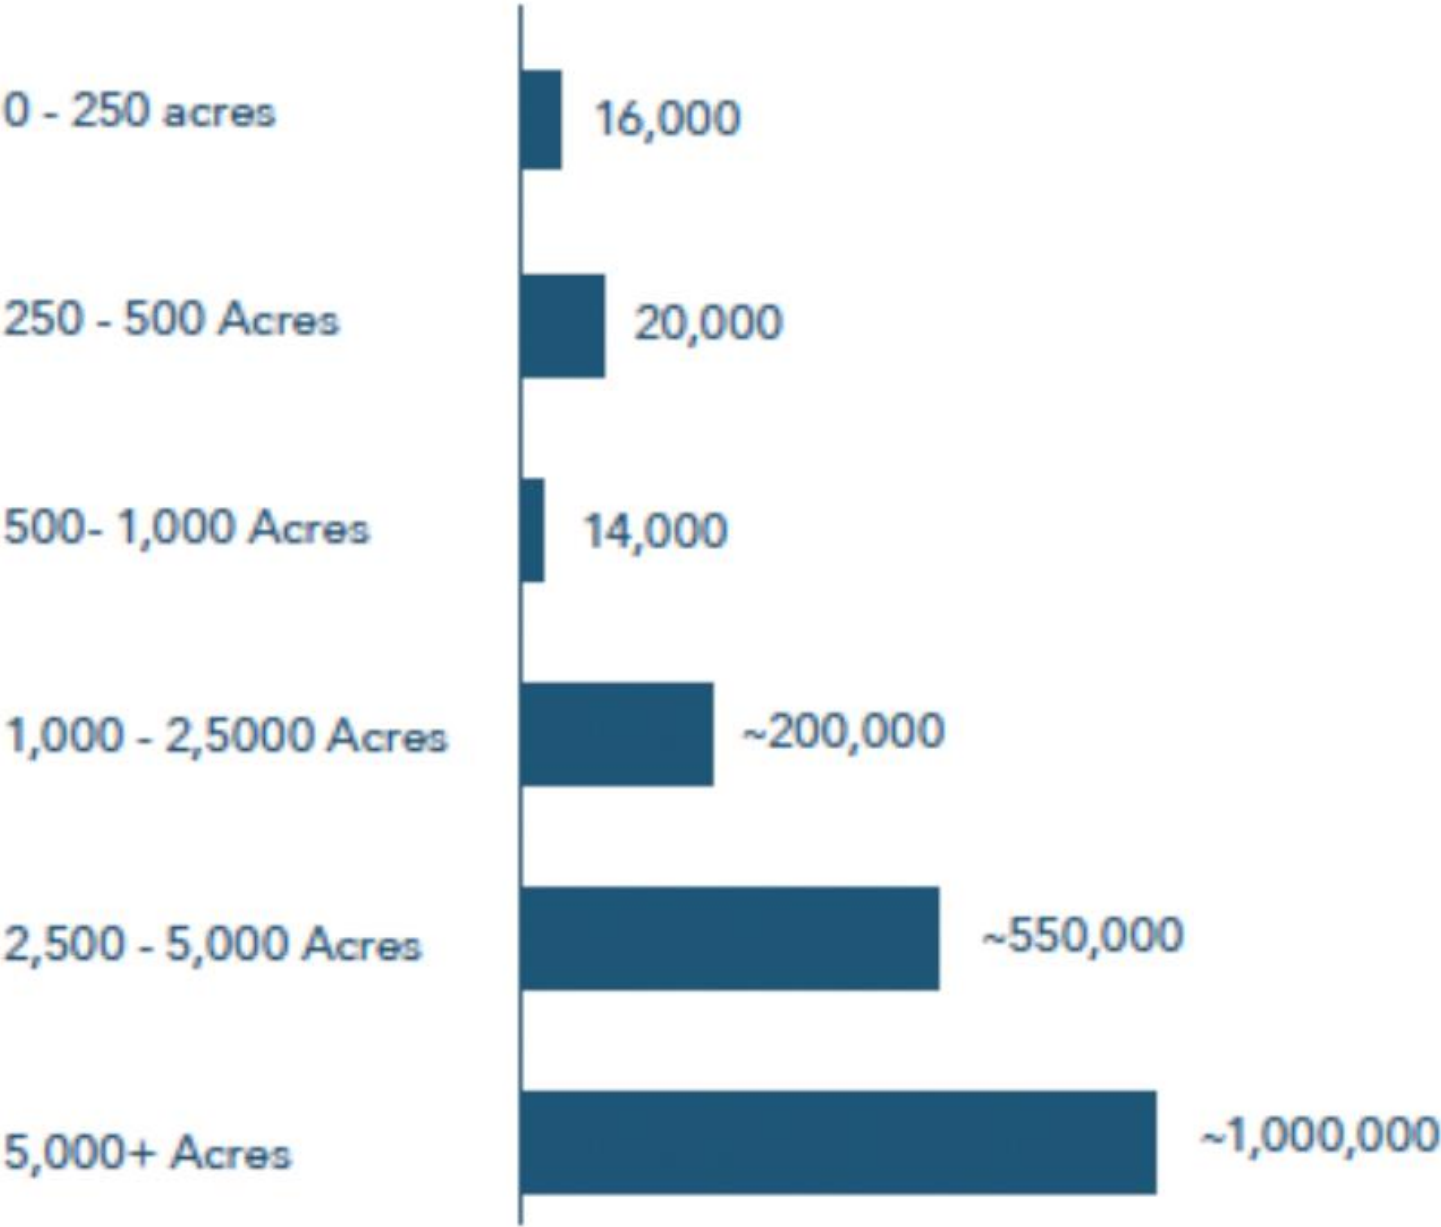 0 - 250 acres 16,000
250 - 500 Acres 20,000
500- 1,000 Acres 14,000
1,000 - 2,5000 Acres ~200,000
2,500 - 5,000 Acres ~550,000
5,000+ Acres ~1,000,000